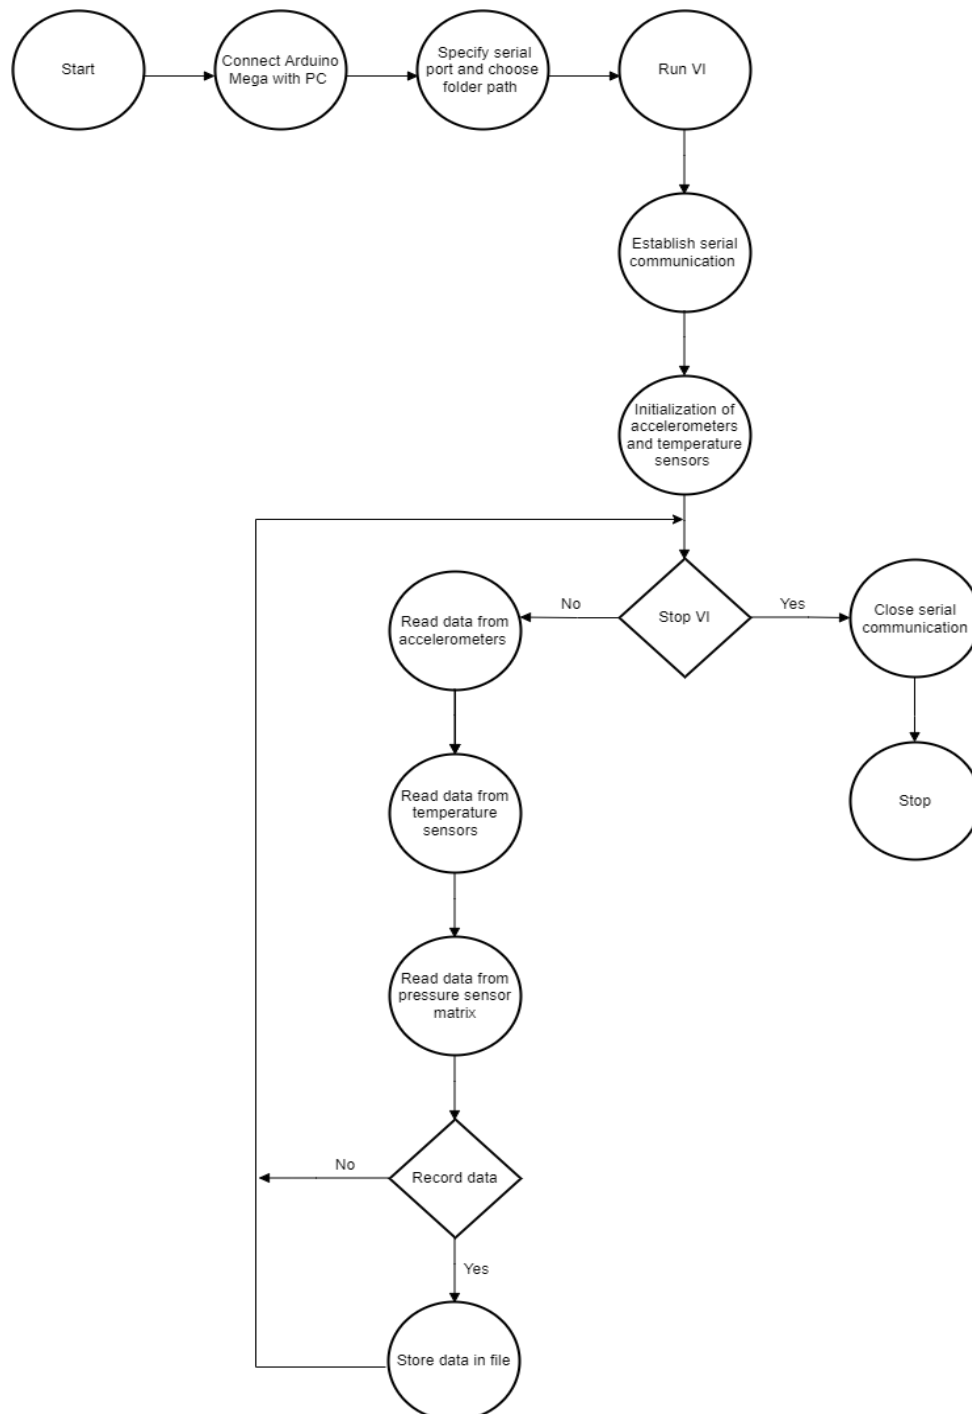 Start
Connect Arduino
Mega with PC
Specify serial
port and choose
folder path
Run VI
Establish serial
communication
Initialization of
accelerometers
and temperature
sensors
Stop VI
No
Yes
Read data from
accelerometers
Close serial
communication
Read data from
temperature
sensors
Stop
Read data from
pressure sensor
matrix
Record data
No
Yes
Store data in file